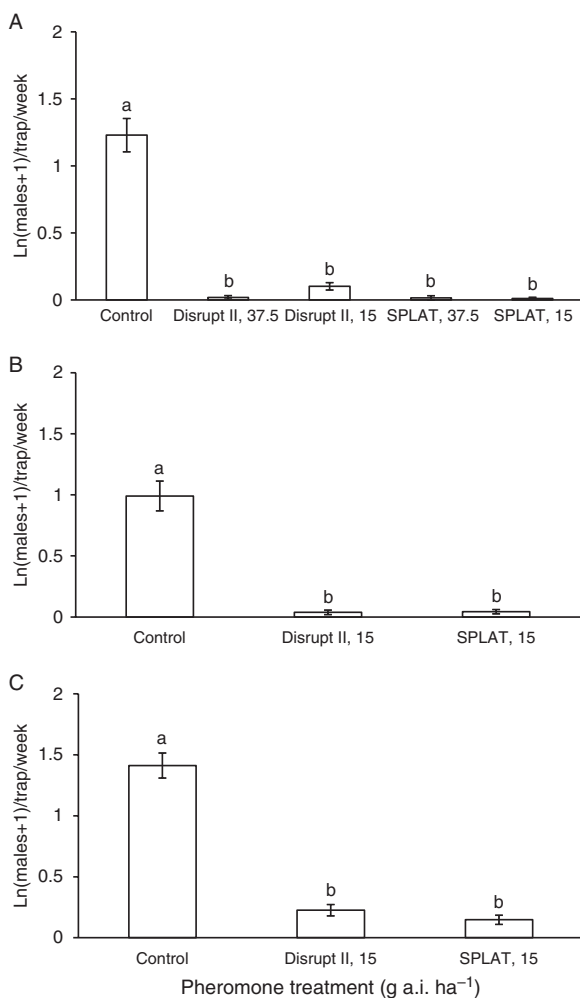 A
Ln(males+1)/trap/week
2
1.5
1
0.5
0
a
b
b
b
b
Control
Disrupt II, 37.5
Disrupt II, 15
SPLAT, 37.5
SPLAT, 15
B
Ln(males+1)/trap/week
2
1.5
1
0.5
0
a
b
b
Control
Disrupt II, 15
SPLAT, 15
C
Ln(males+1)/trap/week
2
1.5
1
0.5
0
a
b
b
Control
Disrupt II, 15
SPLAT, 15
Pheromone treatment (g a.i. ha⁻¹)